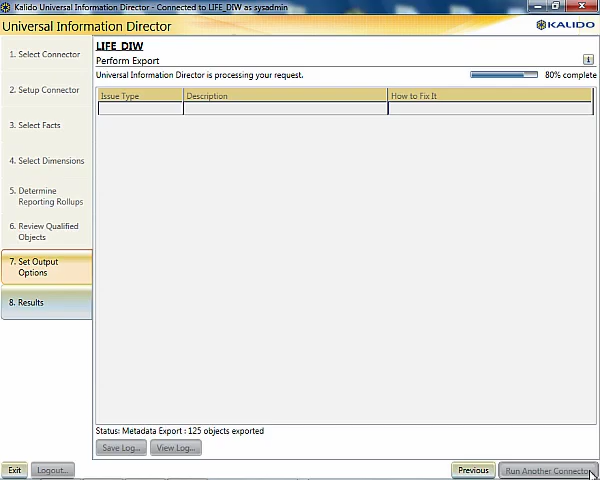 Kalido Universal Information Director - Connected to LIFE_DIW as sysadmin
Universal Information Director
KALIDO
1. Select Connector
2. Setup Connector
3. Select Facts
4. Select Dimensions
5. Determine
Reporting Rollups
6. Review Qualified
Objects
7. Set Output
Options
8. Results
LIFE_DIW
Perform Export
Universal Information Director is processing your request.
80% complete
Issue Type
Description
How to Fix It
Status: Metadata Export : 125 objects exported
Save Log...
View Log...
Exit
Logout...
Previous
Run Another Connector